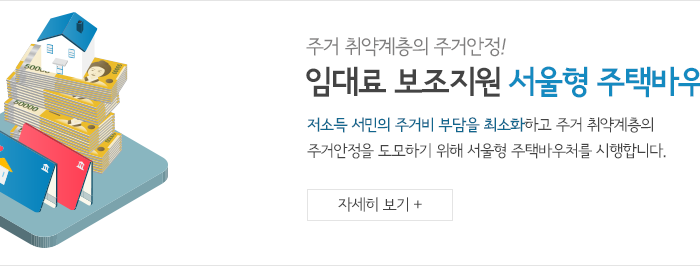 주거 취약계층의 주거안정!
임대료 보조지원 서울형 주택바우
저소득 서민의 주거비 부담을 최소화하고 주거 취약계층의
주거안정을 도모하기 위해 서울형 주택바우처를 시행합니다.
자세히 보기 +
50000
50000